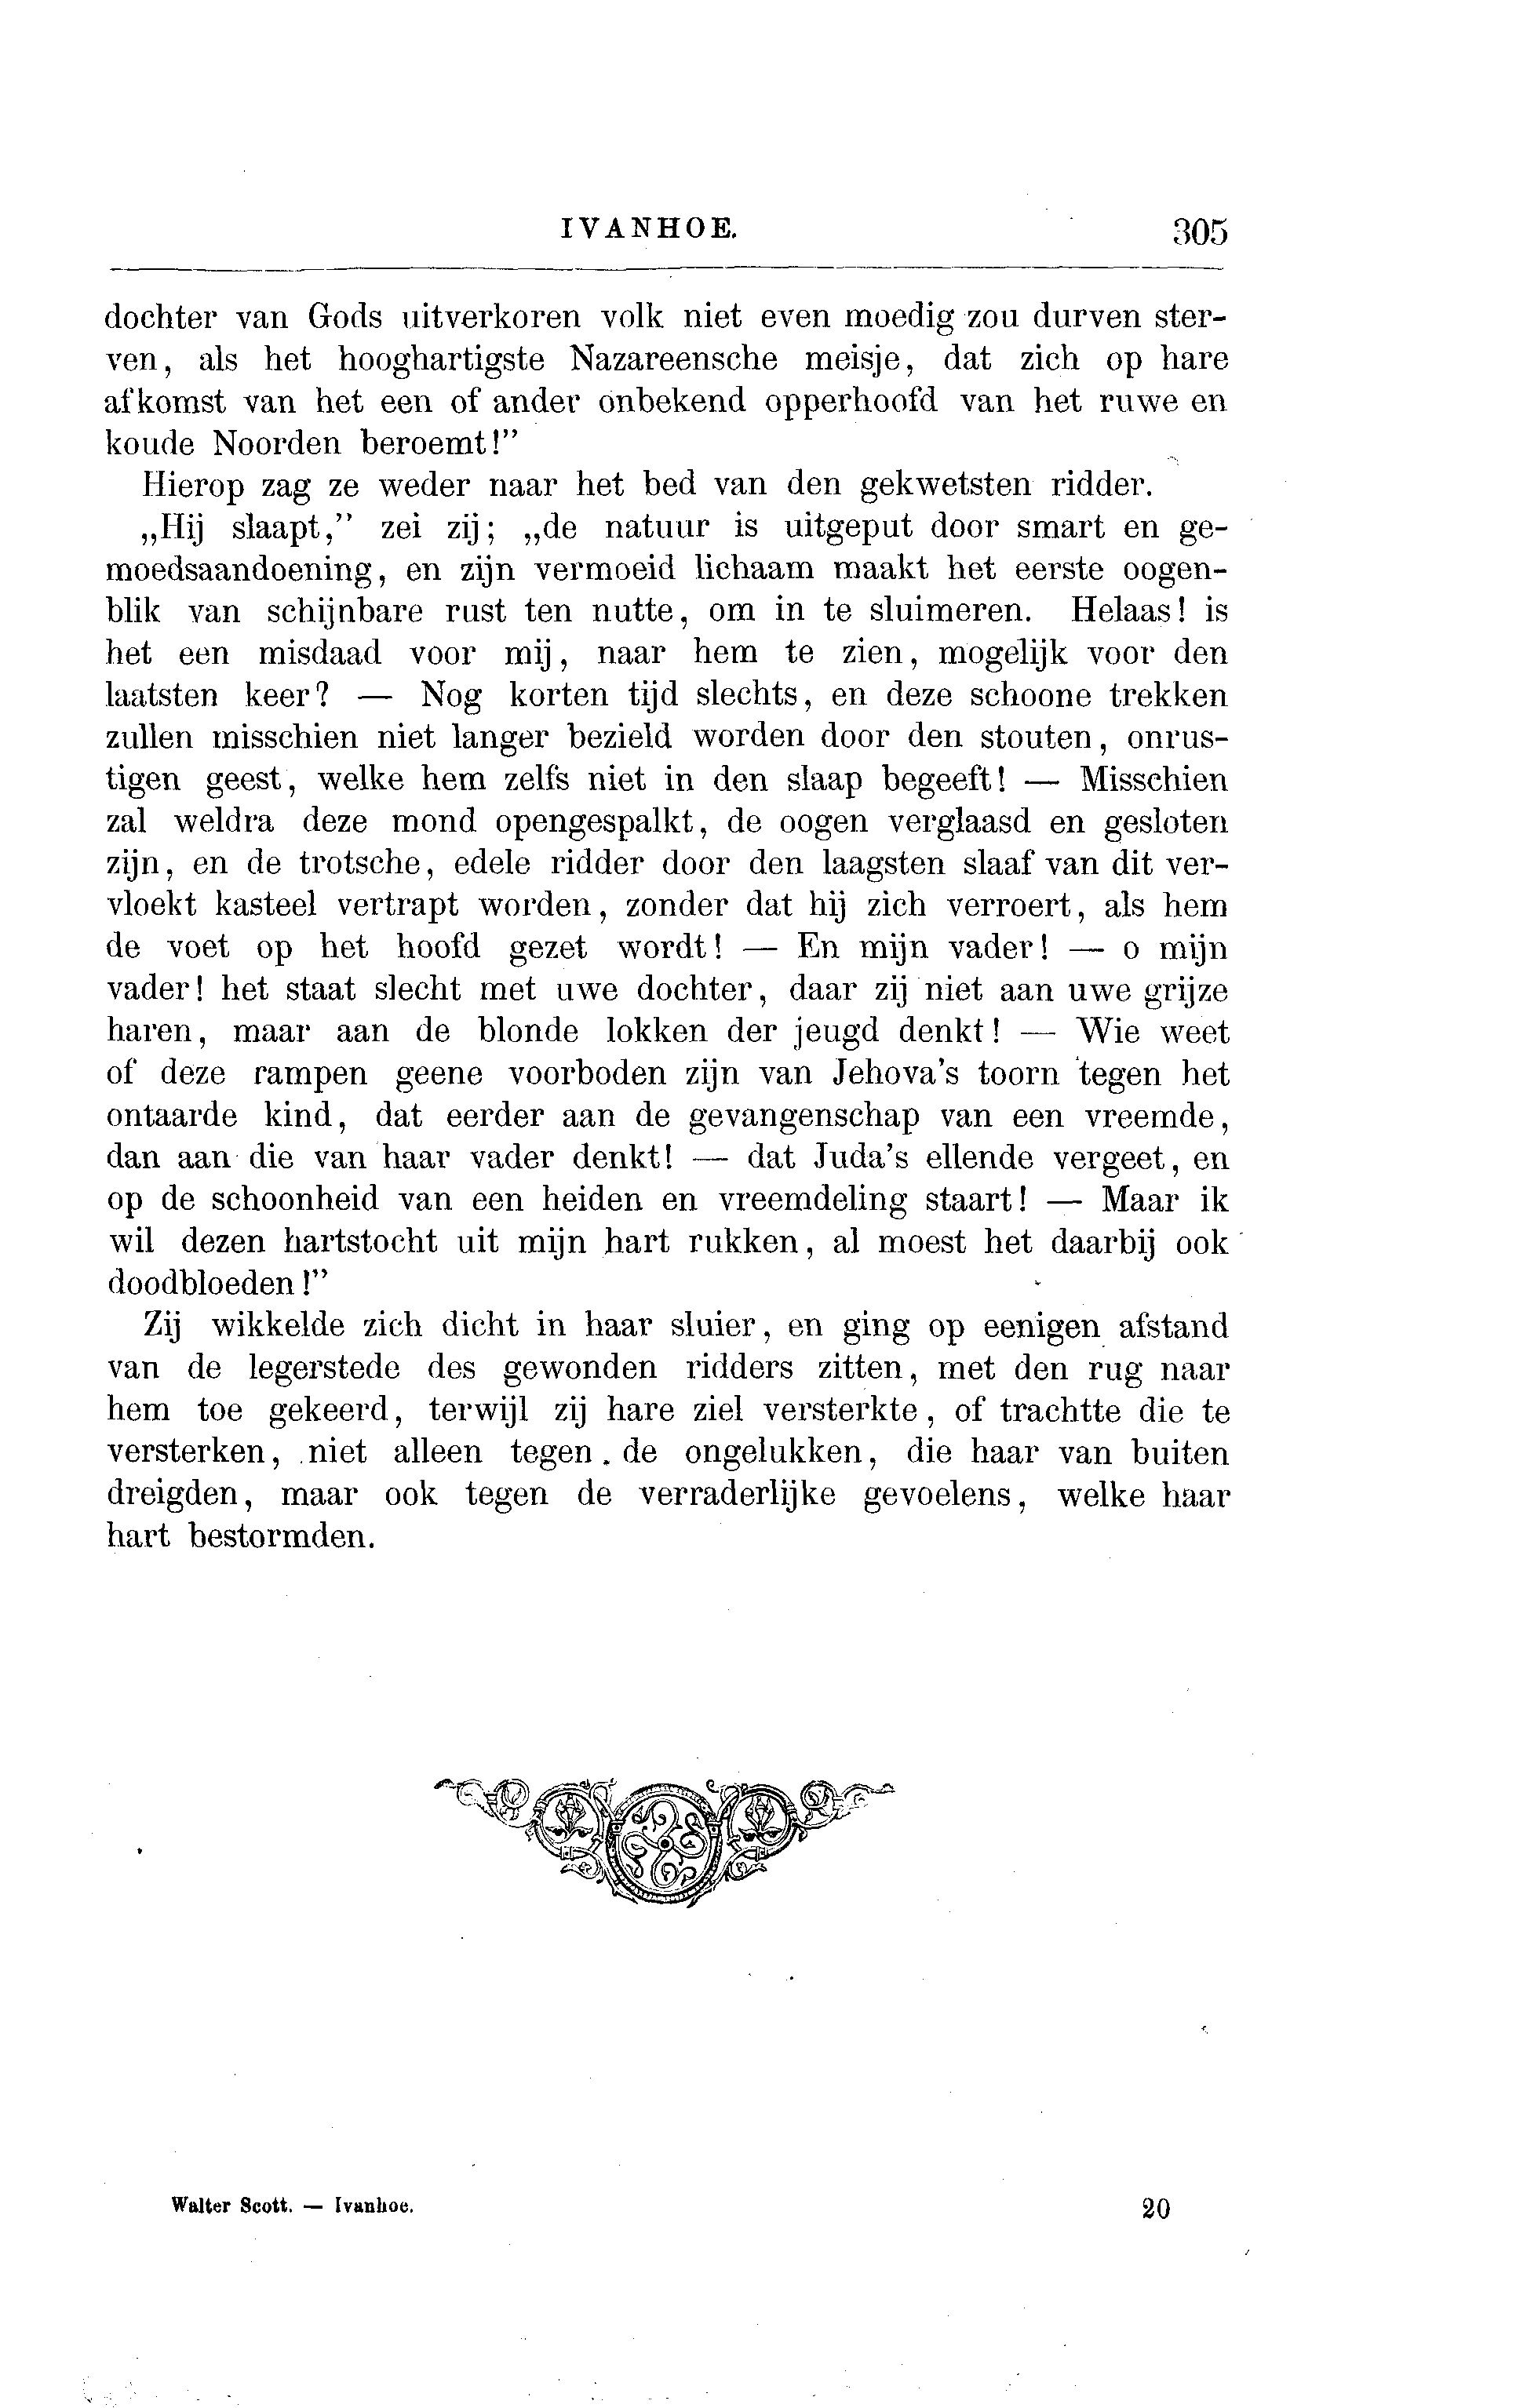 IVANHOE. 305
dochter van Gods uitverkoren volk niet even moedig zou durven ster-
ven, als het hooghartigste Nazareensche meisje, dat zich op hare
afkomst van het een of ander onbekend opperhoofd van het ruwe en
koude Noorden beroemt!”
Hierop zag ze weder naar het bed van den gekwetsten ridder.
„Hij slaapt,” zei zij; „de natuur is uitgeput door smart en ge-
moedsaandoening, en zijn vermoeid lichaam maakt het eerste oogen-
blik van schijnbare rust ten nutte, om in te sluimeren. Helaas! is
het een misdaad voor mij, naar hem te zien, mogelijk voor den
laatsten keer? — Nog korten tijd slechts, en deze schoone trekken
zullen misschien niet langer bezield worden door den stouten, onrus-
tigen geest, welke hem zelfs niet in den slaap begeeft! — Misschien
zal weldra deze mond opengespalkt, de oogen verglaasd en gesloten
zijn, en de trotsche, edele ridder door den laagsten slaaf van dit ver-
vloekt kasteel vertrapt worden, zonder dat hij zich verroert, als hem
de voet op het hoofd gezet wordt! — En mijn vader! — o mijn
vader! het staat slecht met uwe dochter, daar zij niet aan uwe grijze
haren, maar aan de blonde lokken der jeugd denkt! — Wie weet
of deze rampen geene voorboden zijn van Jehova's toorn tegen het
ontaarde kind, dat eerder aan de gevangenschap van een vreemde,
dan aan die van haar vader denkt! — dat Juda's ellende vergeet, en
op de schoonheid van een heiden en vreemdeling staart! — Maar ik
wil dezen hartstocht uit mijn hart rukken, al moest het daarbij ook
doodbloeden!”
Zij wikkelde zich dicht in haar sluier, en ging op eenigen afstand
van de legerstede des gewonden ridders zitten, met den rug naar
hem toe gekeerd, terwijl zij hare ziel versterkte, of trachtte die te
versterken, niet alleen tegen de ongelukken, die haar van buiten
dreigden, maar ook tegen de verraderlijke gevoelens, welke haar
hart bestormden.
Walter Scott. — Ivanhoe. 20